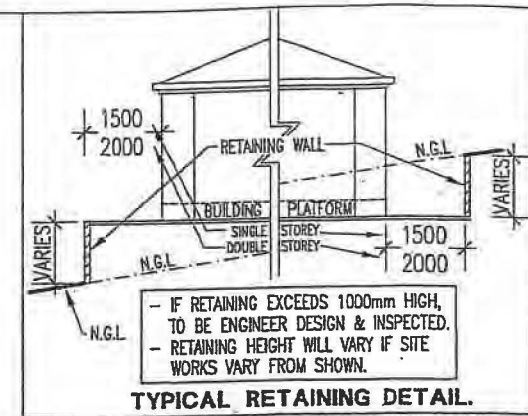 1500
2000
RETAINING WALL
N.G.L
VARIES
BUILDING PLATFORM
SINGLE STOREY
DOUBLE STOREY
1500
2000
VARIES
N.G.L
N.G.L
- IF RETAINING EXCEEDS 1000mm HIGH,
TO BE ENGINEER DESIGN & INSPECTED.
- RETAINING HEIGHT WILL VARY IF SITE
WORKS VARY FROM SHOWN.
TYPICAL RETAINING DETAIL.